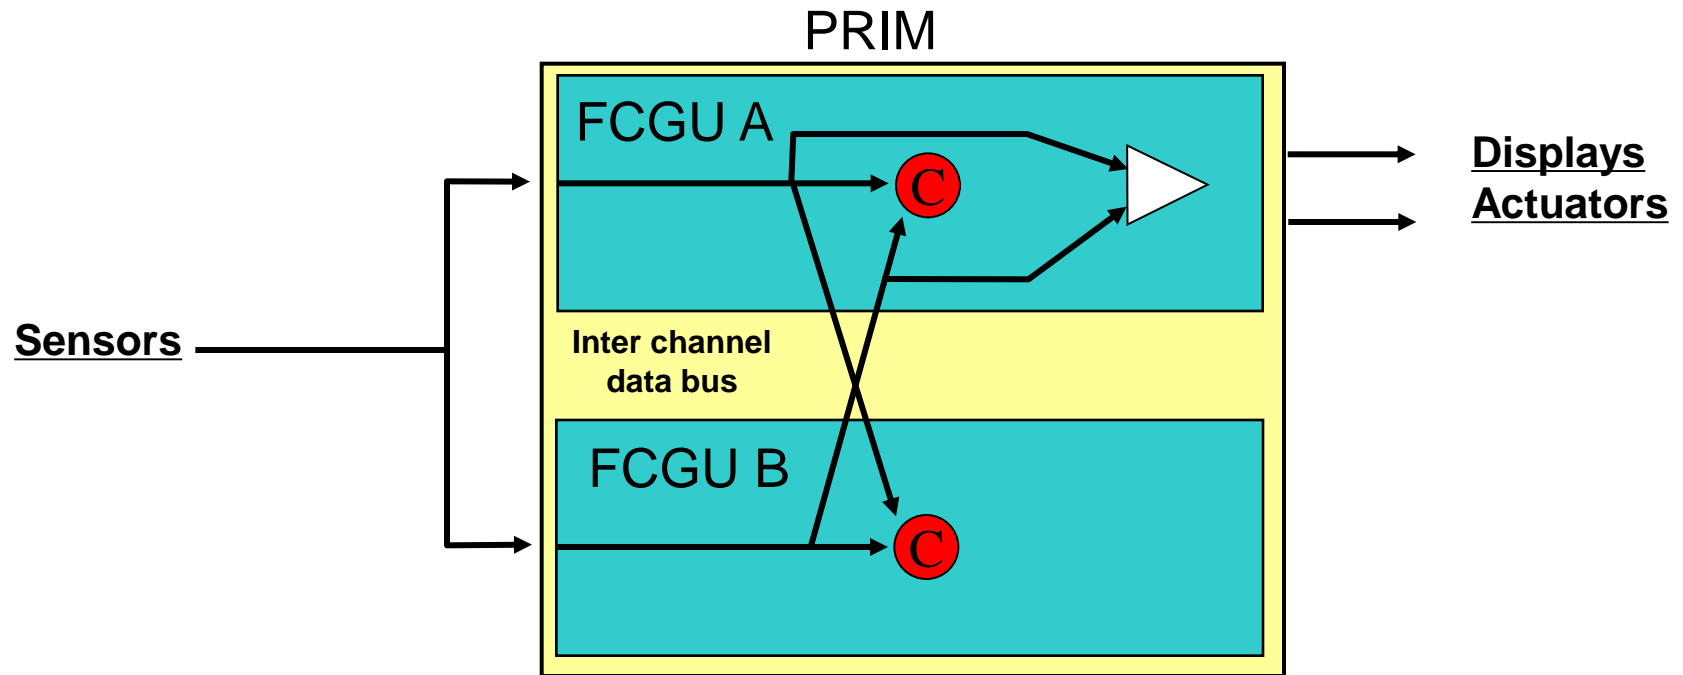 PRIM
FCGU A
C
Displays
Actuators
Sensors
Inter channel
data bus
FCGU B
C